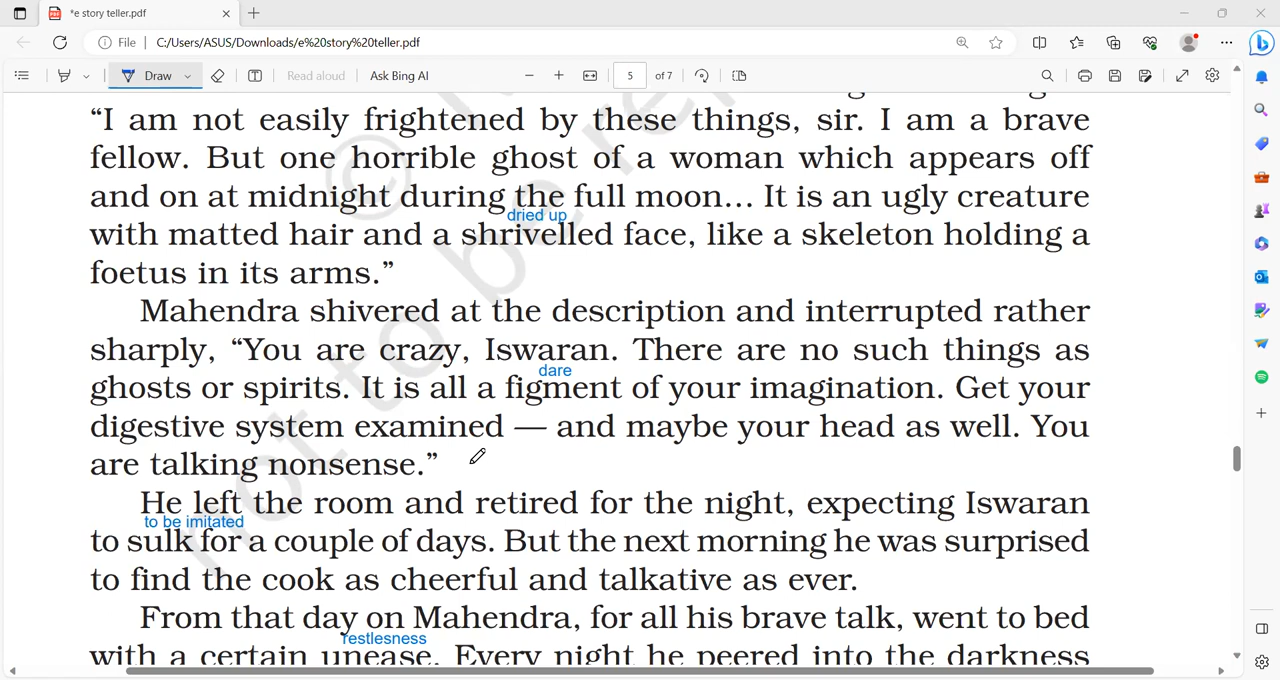 *e story teller.pdf
File | C:/Users/ASUS/Downloads/e%20story%20teller.pdf
Draw Read aloud Ask Bing AI 5 of 7
“I am not easily frightened by these things, sir. I am a brave
fellow. But one horrible ghost of a woman which appears off
and on at midnight during the full moon... It is an ugly creature
dried up
with matted hair and a shrivelled face, like a skeleton holding a
foetus in its arms.”
Mahendra shivered at the description and interrupted rather
sharply, “You are crazy, Iswaran. There are no such things as
dare
ghosts or spirits. It is all a figment of your imagination. Get your
digestive system examined — and maybe your head as well. You
are talking nonsense.”
He left the room and retired for the night, expecting Iswaran
to be imitated
to sulk for a couple of days. But the next morning he was surprised
to find the cook as cheerful and talkative as ever.
From that day on Mahendra, for all his brave talk, went to bed
restlesness
with a certain unease. Every night he peered into the darkness
not to be re